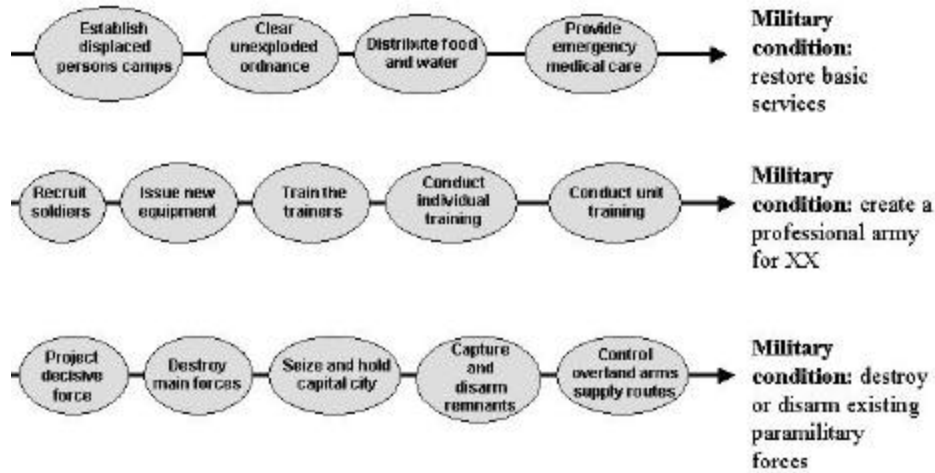 Establish
displaced
persons camps
Clear
unexploded
ordnance
Distribute food
and water
Provide
emergency
medical care
Military
condition:
restore basic
services
Recruit
soldiers
Issue new
equipment
Train the
trainers
Conduct
individual
training
Conduct unit
training
Military
condition: create a
professional army
for XX
Project
decisive
force
Destroy
main forces
Seize and hold
capital city
Capture
and
disarm
remnants
Control
overland arms
supply routes
Military
condition: destroy
or disarm existing
paramilitary
forces